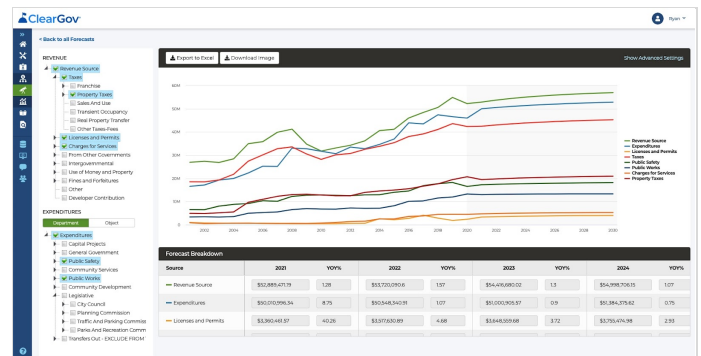 ClearGov
Ryan
< Back to all Forecasts
REVENUE
Revenue Source
Taxes
Franchise
Property Taxes
Sales And Use
Transient Occupancy
Real Property Transfer
Other Taxes-Fees
Licenses and Permits
Charges for Services
From Other Governments
Intergovernmental
Use of Money and Property
Fines and Forfeitures
Other
Developer Contribution
EXPENDITURES
Department Object
Expenditures
Capital Projects
General Government
Public Safety
Community Services
Public Works
Community Development
Legislative
City Council
Planning Commission
Traffic And Parking Commiss
Parks And Recreation Comm
Transfers Out - EXCLUDE FROM
Export to Excel Download Image Show Advanced Settings
60M
50M
40M
30M
20M
10M
0
2002 2004 2006 2008 2010 2012 2014 2016 2018 2020 2022 2024 2026 2028 2030
Revenue Source
Expenditures
Licenses and Permits
Taxes
Public Safety
Public Works
Charges for Services
Property Taxes
Forecast Breakdown
Source 2021 YOY% 2022 YOY% 2023 YOY% 2024 YOY%
Revenue Source $52,889,471.19 1.28 $53,720,090.6 1.57 $54,416,680.02 1.3 $54,998,706.15 1.07
Expenditures $50,010,996.34 8.75 $50,548,340.91 1.07 $51,000,905.57 0.9 $51,384,375.62 0.75
Licenses and Permits $3,360,461.57 40.26 $3,517,630.89 4.68 $3,648,559.68 3.72 $3,755,474.98 2.93